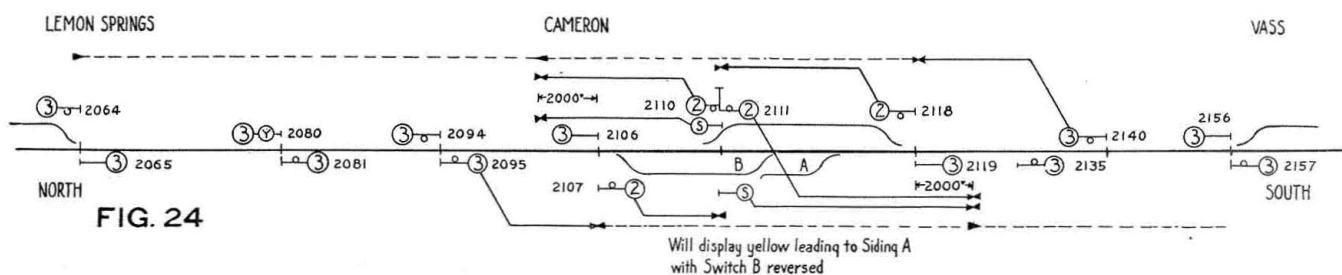 LEMON SPRINGS CAMERON VASS
3 2064
2 2110
2 2111
2 2118
2000'
3 Y 2080
3 2094
3 2106
S
3 2140
3 2156
3 2065
3 2081
3 2095
B A
3 2119
3 2135
3 2157
NORTH
2107 2
S
2000'
SOUTH
FIG. 24
Will display yellow leading to Siding A
with Switch B reversed